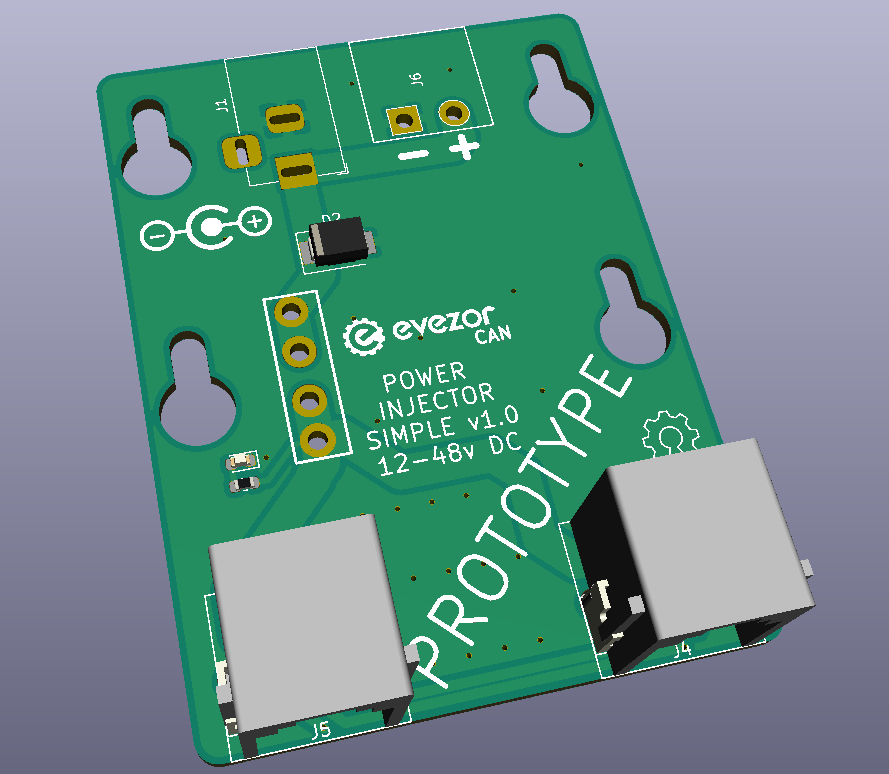 J1
J6
− +
− +
D2
evezor
CAN
POWER
INJECTOR
SIMPLE v1.0
12-48v DC
PROTOTYPE
J4
J5